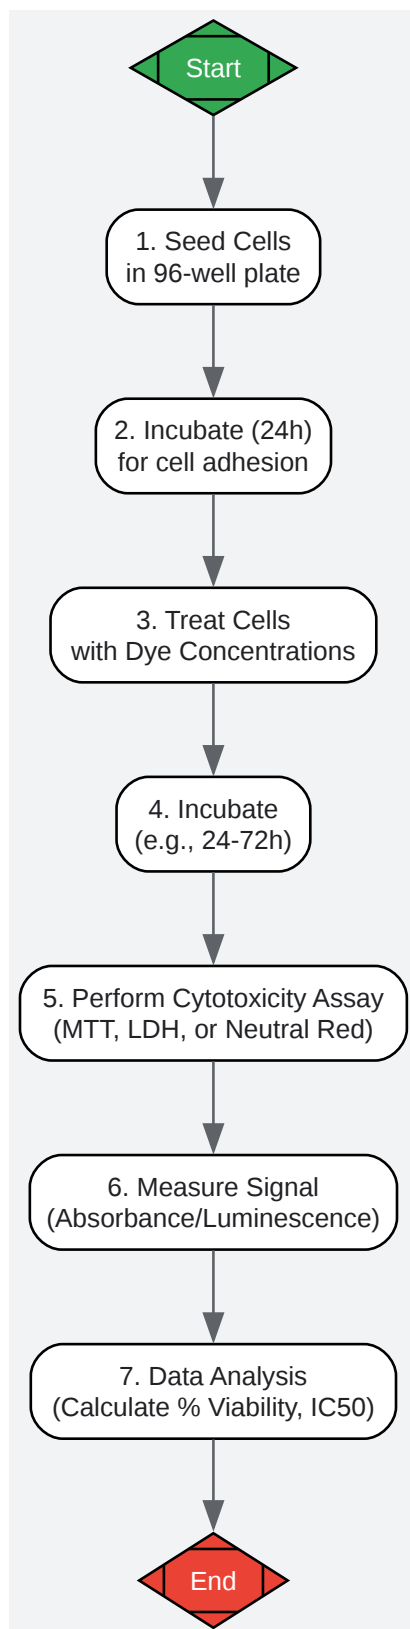 Start
1. Seed Cells
in 96-well plate
2. Incubate (24h)
for cell adhesion
3. Treat Cells
with Dye Concentrations
4. Incubate
(e.g., 24-72h)
5. Perform Cytotoxicity Assay
(MTT, LDH, or Neutral Red)
6. Measure Signal
(Absorbance/Luminescence)
7. Data Analysis
(Calculate % Viability, IC50)
End